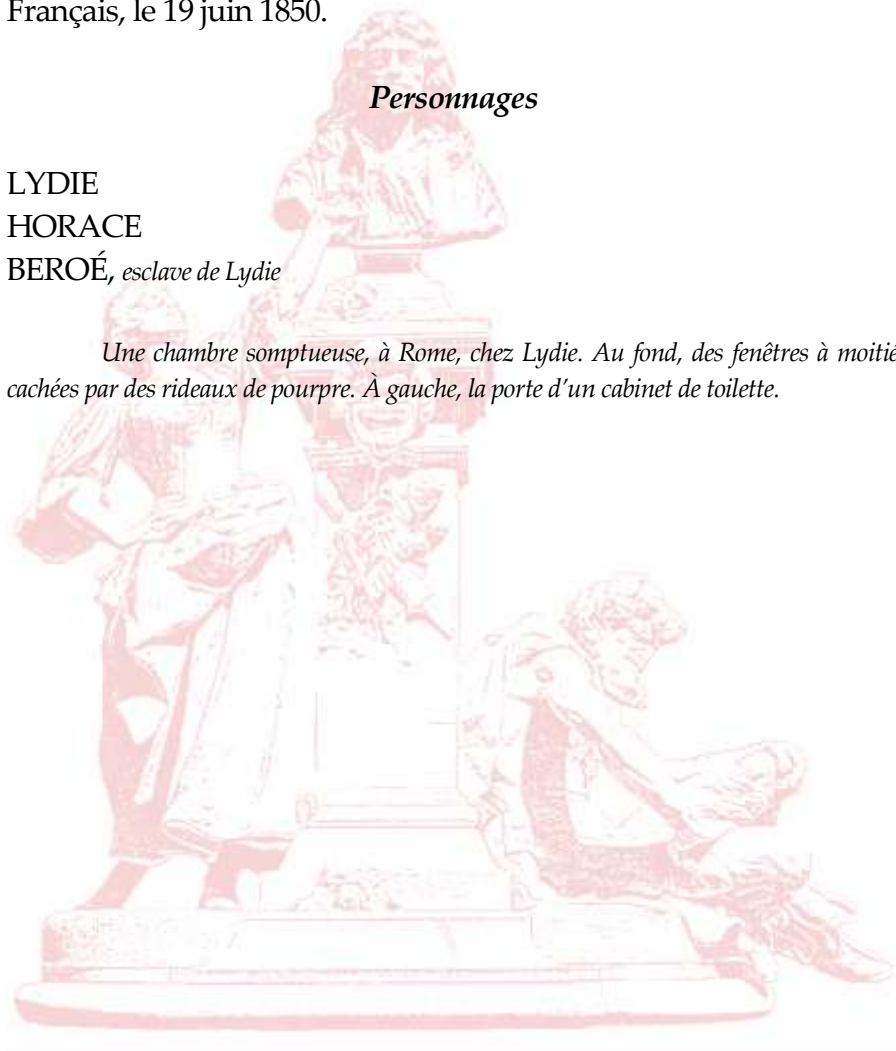 Français, le 19 juin 1850.
Personnages
LYDIE
HORACE
BEROÉ, esclave de Lydie
Une chambre somptueuse, à Rome, chez Lydie. Au fond, des fenêtres à moitié
cachées par des rideaux de pourpre. À gauche, la porte d’un cabinet de toilette.